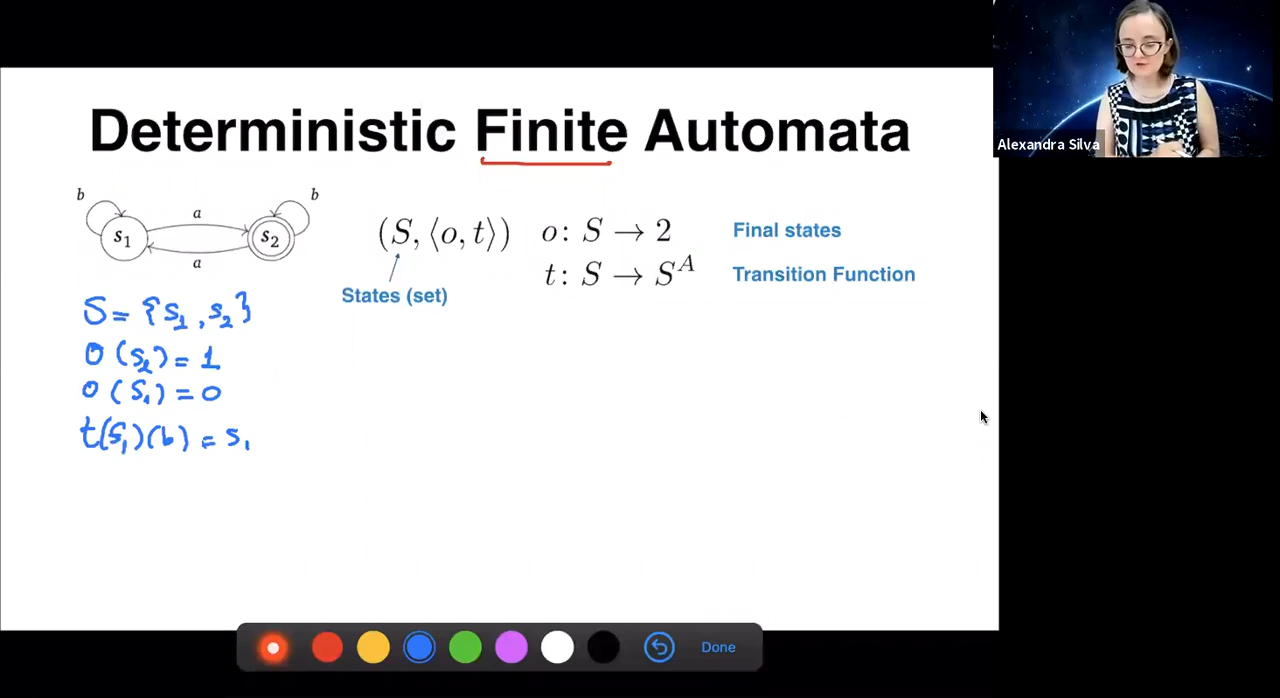 Deterministic Finite Automata
b
b
a
s₁
s₂
a
(S, ⟨o, t⟩)
o: S → 2
Final states
t: S → S^A
Transition Function
States (set)
S = {s₁, s₂}
o(s₂) = 1
o(s₁) = 0
t(s₁)(b) = s₁
Alexandra Silva
Done